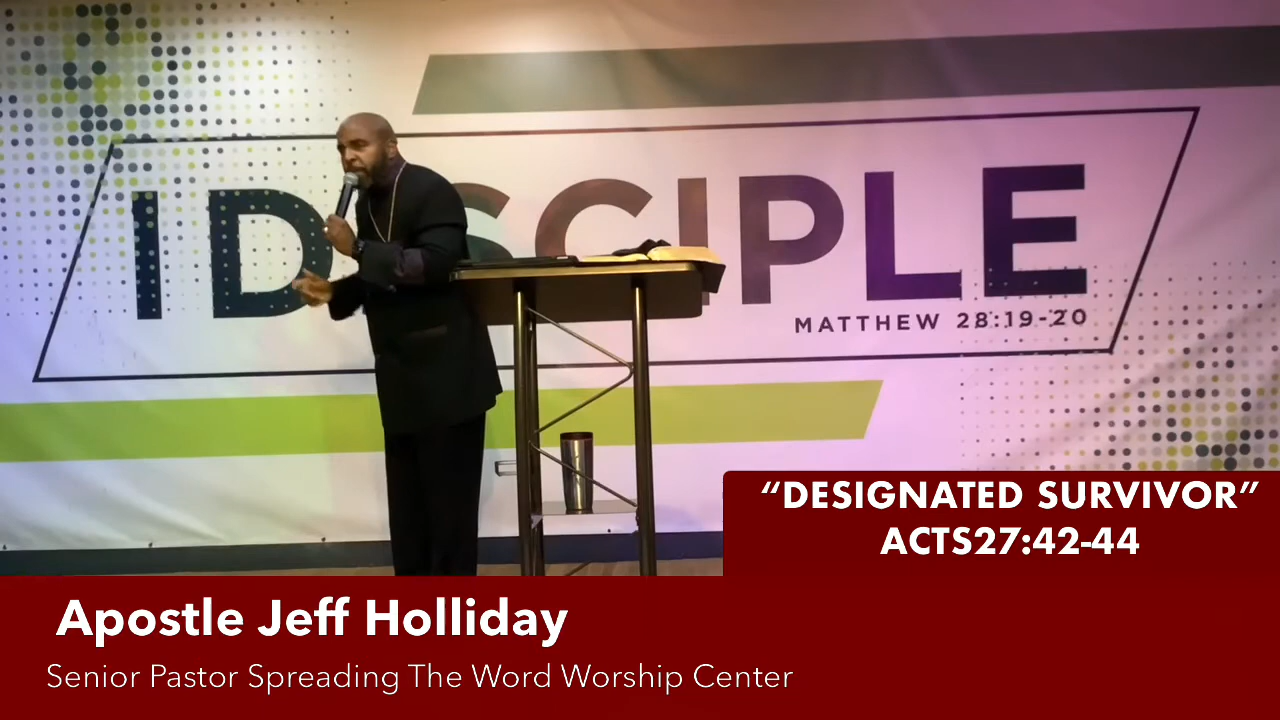 I DISCIPLE
MATTHEW 28:19-20
“DESIGNATED SURVIVOR”
ACTS27:42-44
Apostle Jeff Holliday
Senior Pastor Spreading The Word Worship Center